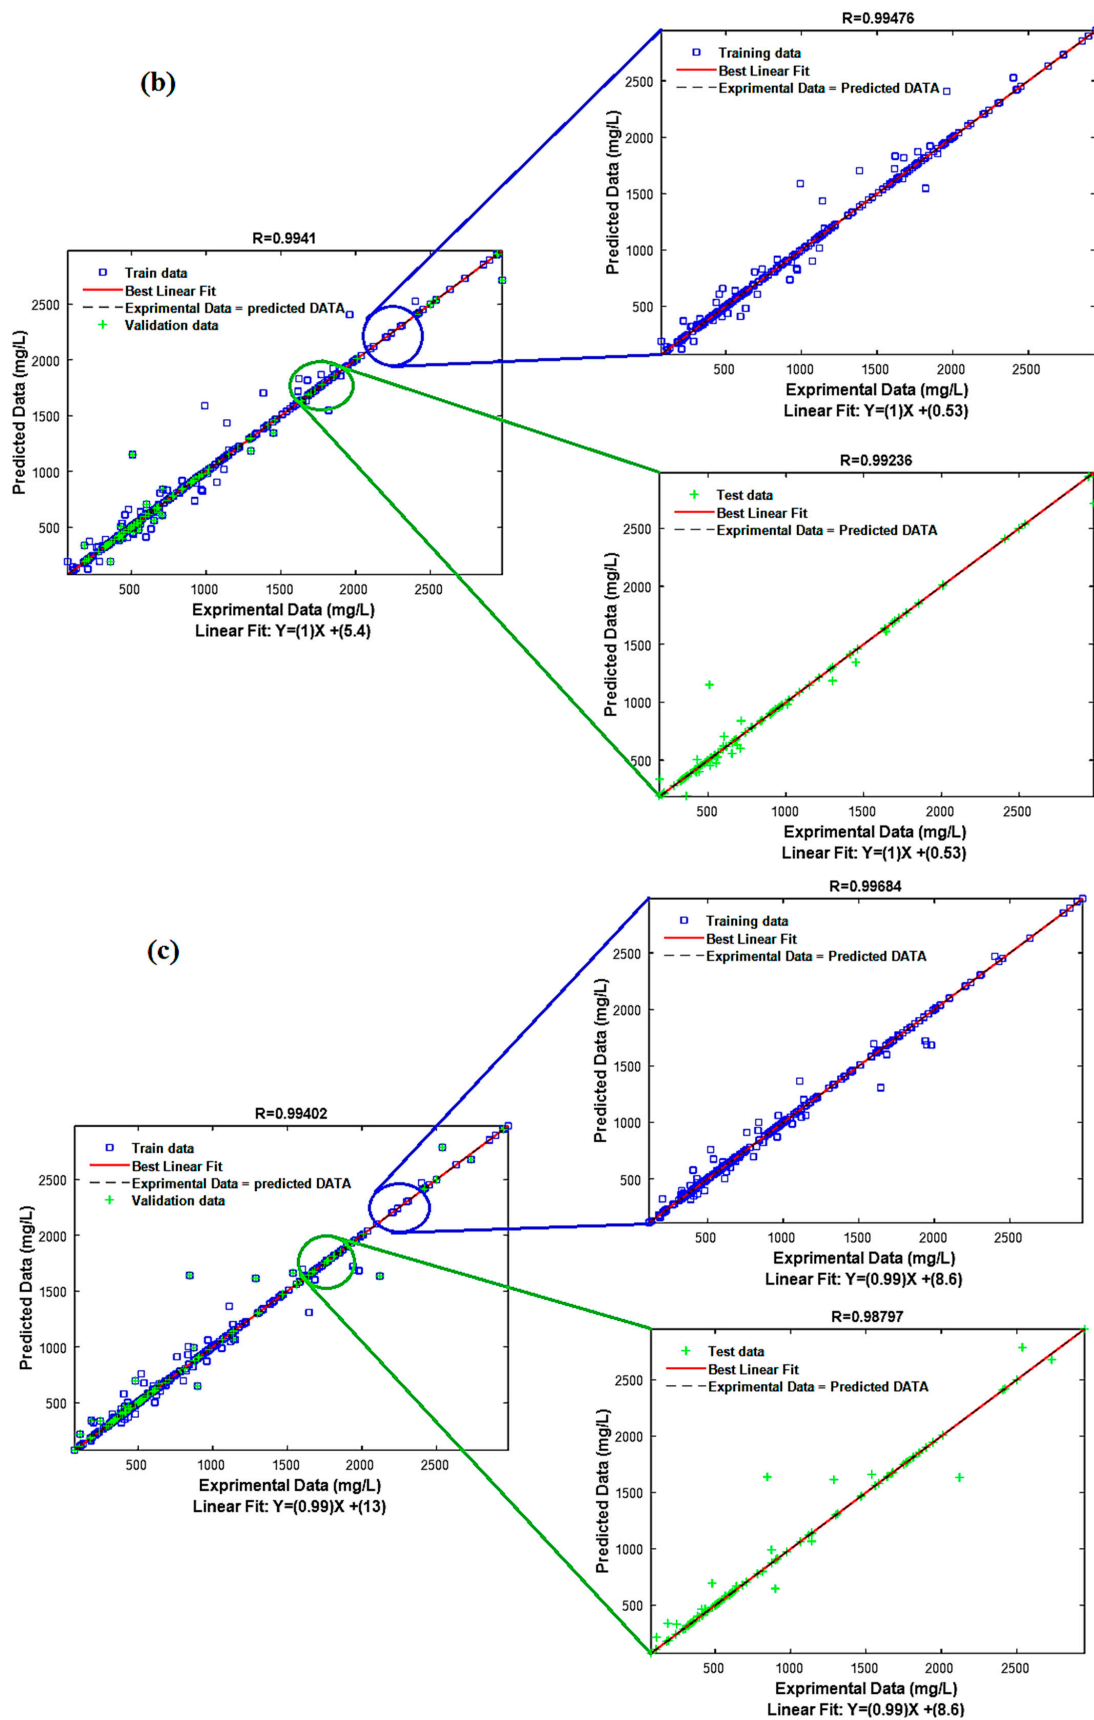 (b)
R=0.99476
Training data
Best Linear Fit
Exprimental Data = Predicted DATA
Predicted Data (mg/L)
2500
2000
1500
1000
500
500 1000 1500 2000 2500
Exprimental Data (mg/L)
Linear Fit: Y=(1)X +(0.53)
R=0.9941
Train data
Best Linear Fit
Exprimental Data = predicted DATA
Validation data
Predicted Data (mg/L)
2500
2000
1500
1000
500
500 1000 1500 2000 2500
Exprimental Data (mg/L)
Linear Fit: Y=(1)X +(5.4)
R=0.99236
Test data
Best Linear Fit
Exprimental Data = Predicted DATA
Predicted Data (mg/L)
2500
2000
1500
1000
500
500 1000 1500 2000 2500
Exprimental Data (mg/L)
Linear Fit: Y=(1)X +(0.53)
(c)
R=0.99684
Training data
Best Linear Fit
Exprimental Data = Predicted DATA
Predicted Data (mg/L)
2500
2000
1500
1000
500
500 1000 1500 2000 2500
Exprimental Data (mg/L)
Linear Fit: Y=(0.99)X +(8.6)
R=0.99402
Train data
Best Linear Fit
Exprimental Data = predicted DATA
Validation data
Predicted Data (mg/L)
2500
2000
1500
1000
500
500 1000 1500 2000 2500
Exprimental Data (mg/L)
Linear Fit: Y=(0.99)X +(13)
R=0.98797
Test data
Best Linear Fit
Exprimental Data = Predicted DATA
Predicted Data (mg/L)
2500
2000
1500
1000
500
500 1000 1500 2000 2500
Exprimental Data (mg/L)
Linear Fit: Y=(0.99)X +(8.6)